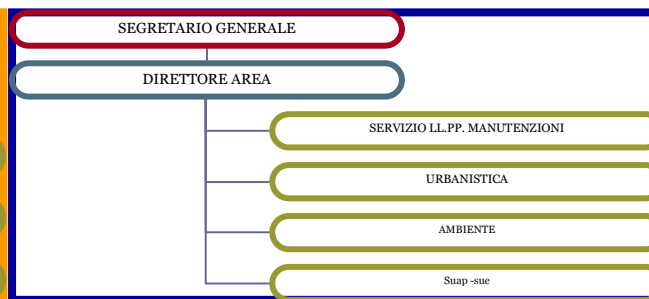 SEGRETARIO GENERALE
DIRETTORE AREA
SERVIZIO LL.PP. MANUTENZIONI
URBANISTICA
AMBIENTE
Suap -sue